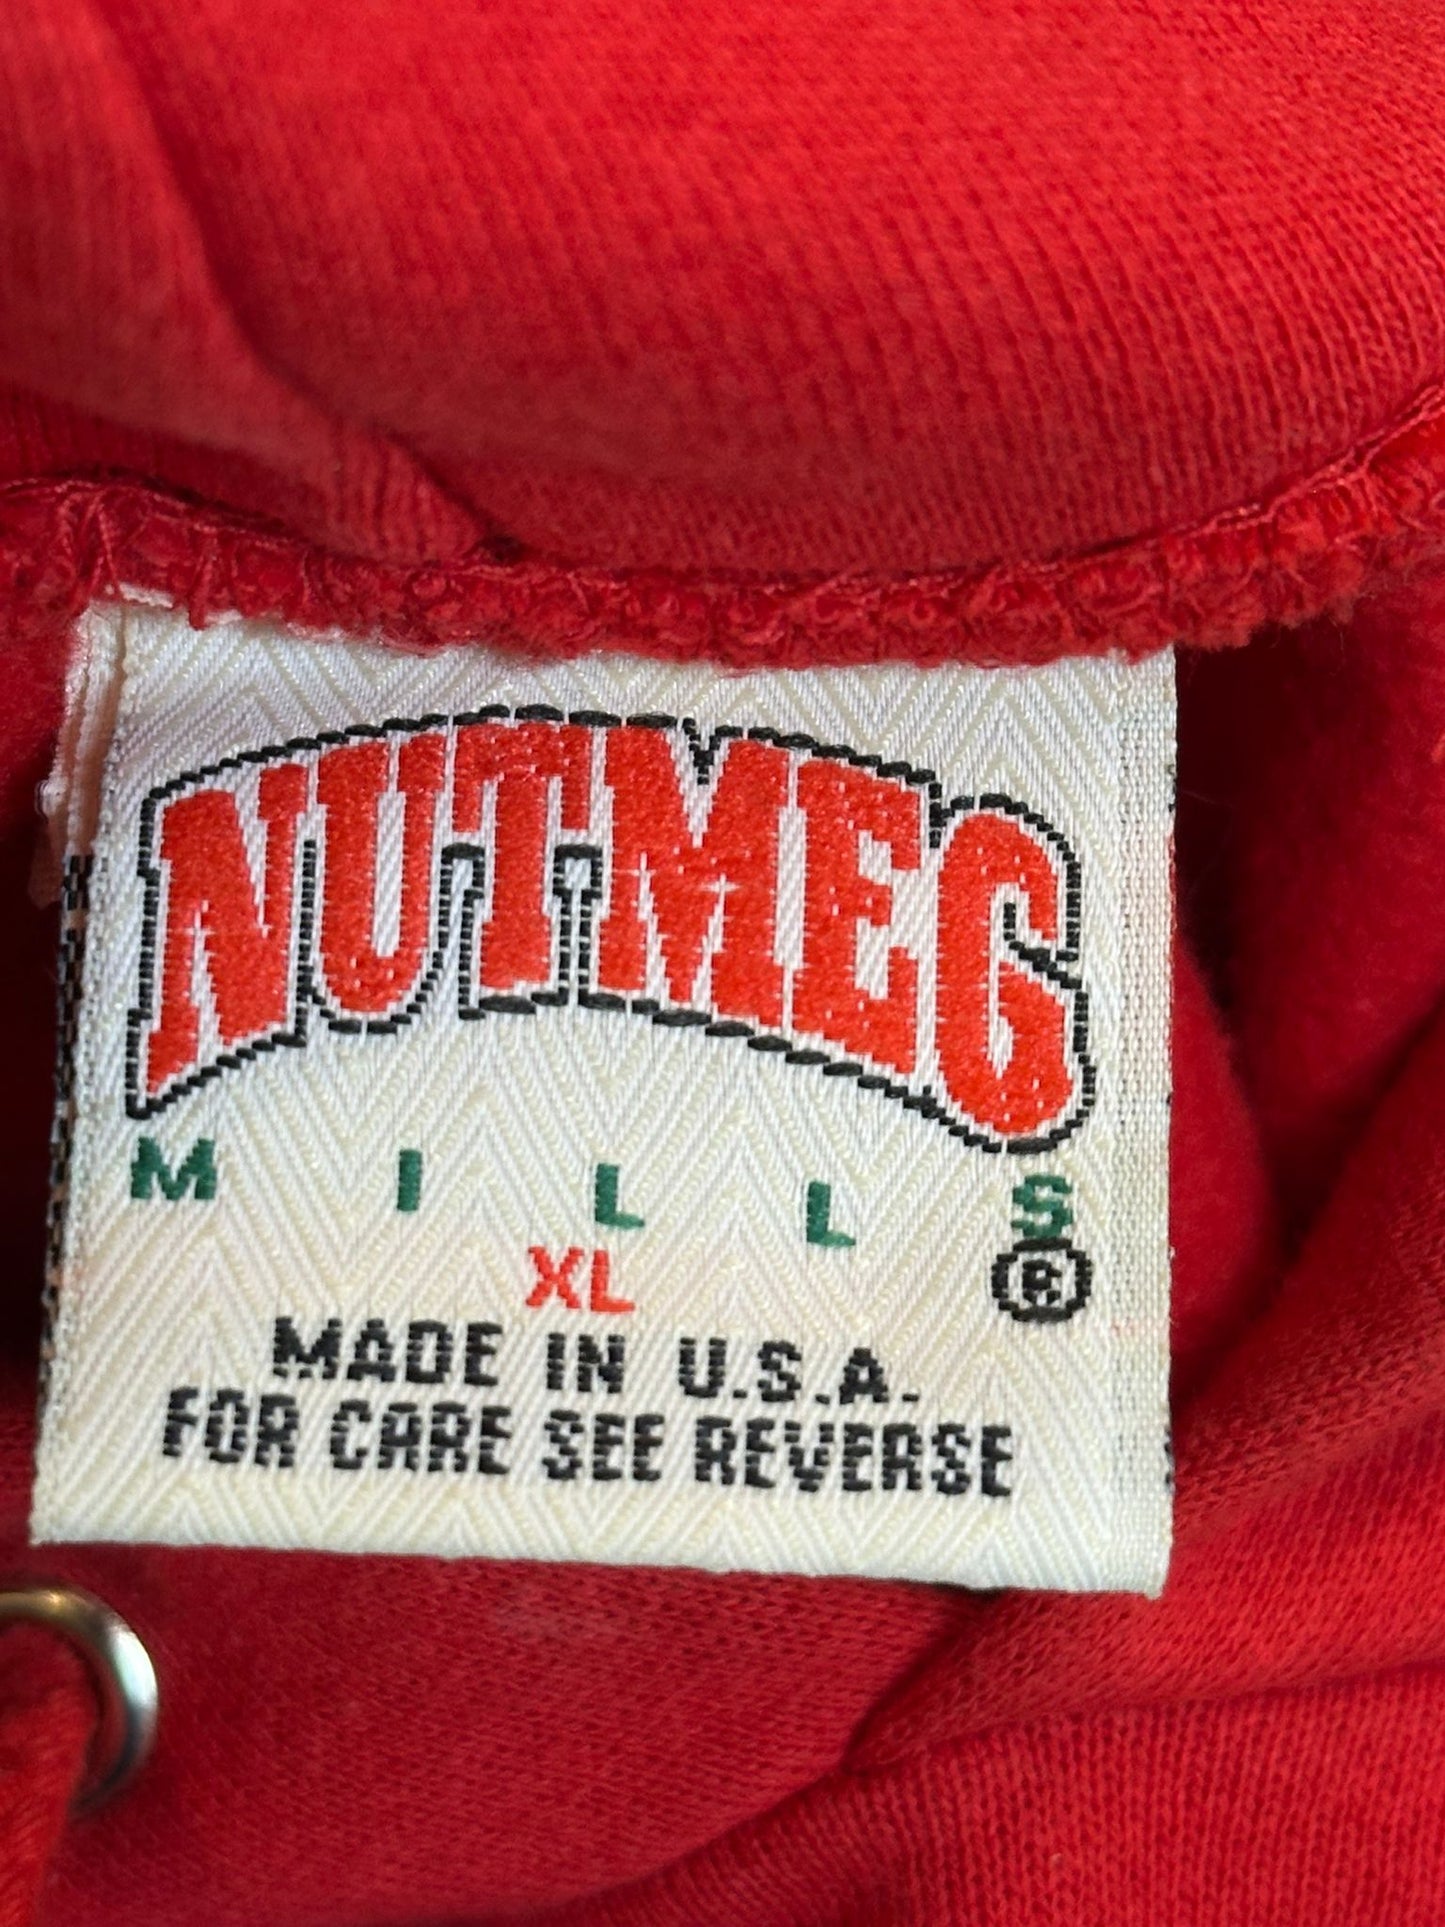 NUTMEG
MILLS
®
XL
MADE IN U.S.A.
FOR CARE SEE REVERSE